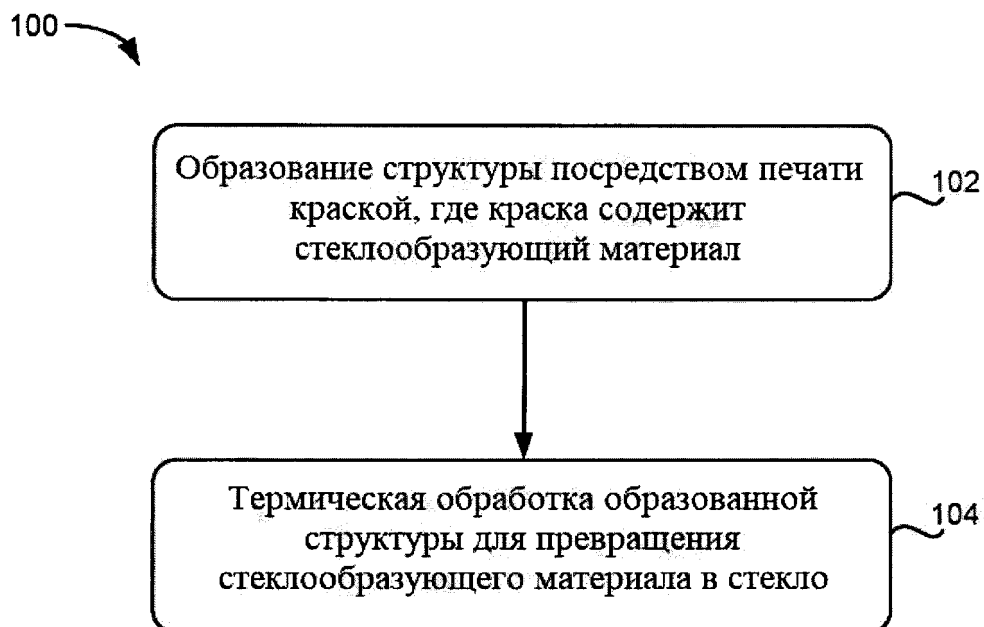 100
Образование структуры посредством печати
краской, где краска содержит
стеклообразующий материал
102
Термическая обработка образованной
структуры для превращения
стеклообразующего материала в стекло
104